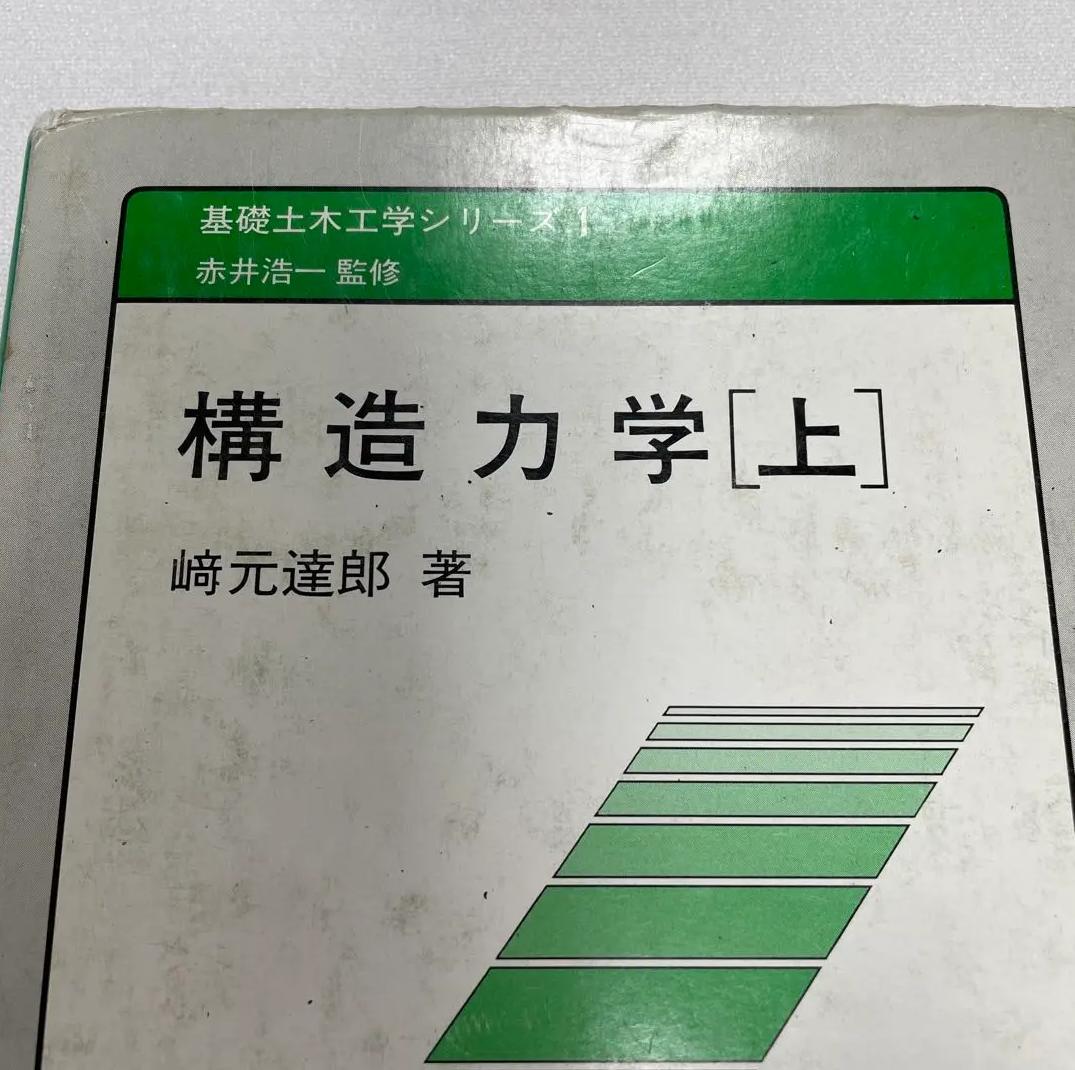 基礎土木工学シリーズ 1
赤井浩一 監修
構造力学[上]
﨑元達郎 著